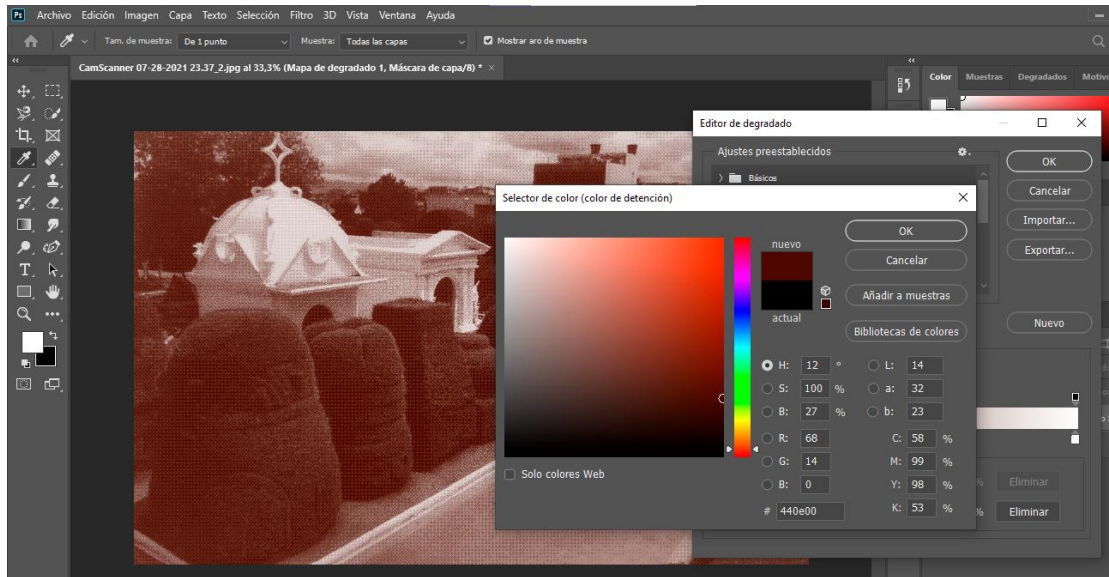 Ps Archivo Edición Imagen Capa Texto Selección Filtro 3D Vista Ventana Ayuda
Tam. de muestra: De 1 punto Muestra: Todas las capas Mostrar aro de muestra
CamScanner 07-28-2021 23.37_2.jpg al 33,3% (Mapa de degradado 1, Máscara de capa/8) * ×
Color Muestras Degradados
Editor de degradado
Ajustes preestablecidos
Básicos
OK
Cancelar
Importar...
Exportar...
Nuevo
Selector de color (color de detención)
nuevo
actual
OK
Cancelar
Añadir a muestras
Bibliotecas de colores
H: 12 ° L: 14
S: 100 % a: 32
B: 27 % b: 23
R: 68 C: 58 %
G: 14 M: 99 %
B: 0 Y: 98 %
# 440e00 K: 53 %
Solo colores Web
% Eliminar
% Eliminar